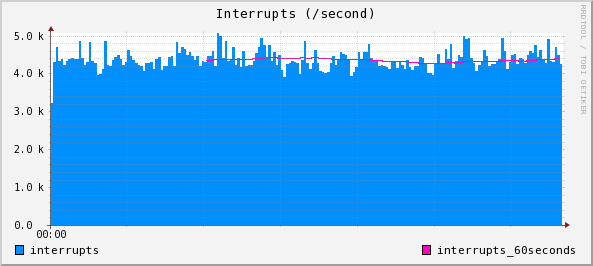 Interrupts (/second)
RRDTOOL / TOBI OETIKER
5.0 k
4.0 k
3.0 k
2.0 k
1.0 k
0.0
00:00
interrupts
interrupts_60seconds